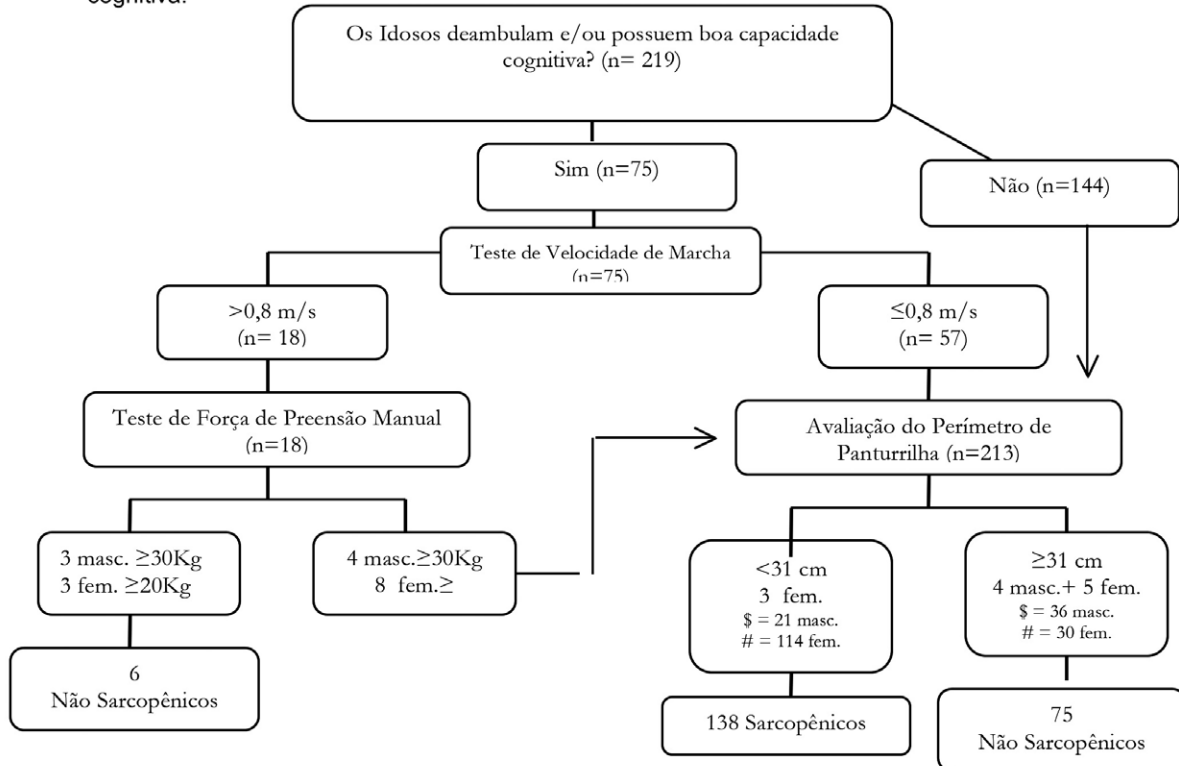 cognitiva.
Os Idosos deambulam e/ou possuem boa capacidade
cognitiva? (n= 219)
Sim (n=75)
Não (n=144)
Teste de Velocidade de Marcha
(n=75)
>0,8 m/s
(n= 18)
≤0,8 m/s
(n= 57)
Teste de Força de Preensão Manual
(n=18)
Avaliação do Perímetro de
Panturrilha (n=213)
3 masc. ≥30Kg
3 fem. ≥20Kg
4 masc.≥30Kg
8 fem.≥
<31 cm
3 fem.
$ = 21 masc.
# = 114 fem.
≥31 cm
4 masc.+ 5 fem.
$ = 36 masc.
# = 30 fem.
6
Não Sarcopênicos
138 Sarcopênicos
75
Não Sarcopênicos